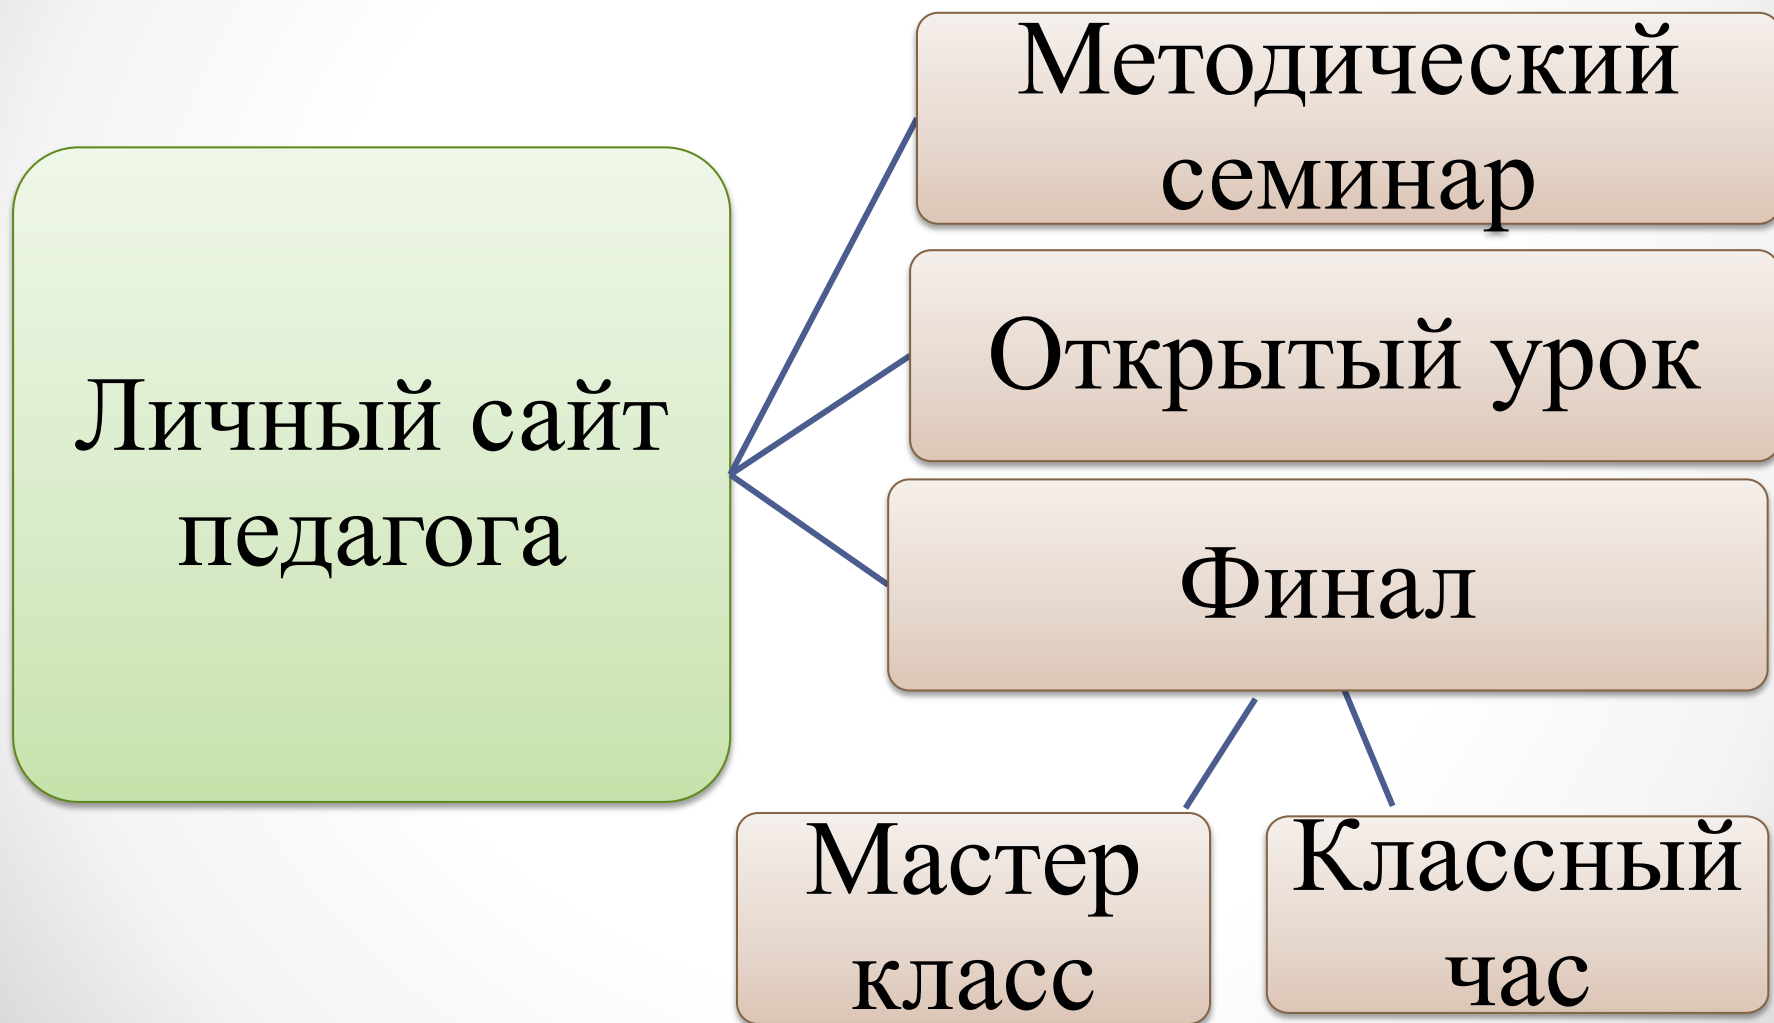 Личный сайт
педагога
Методический
семинар
Открытый урок
Финал
Мастер
класс
Классный
час